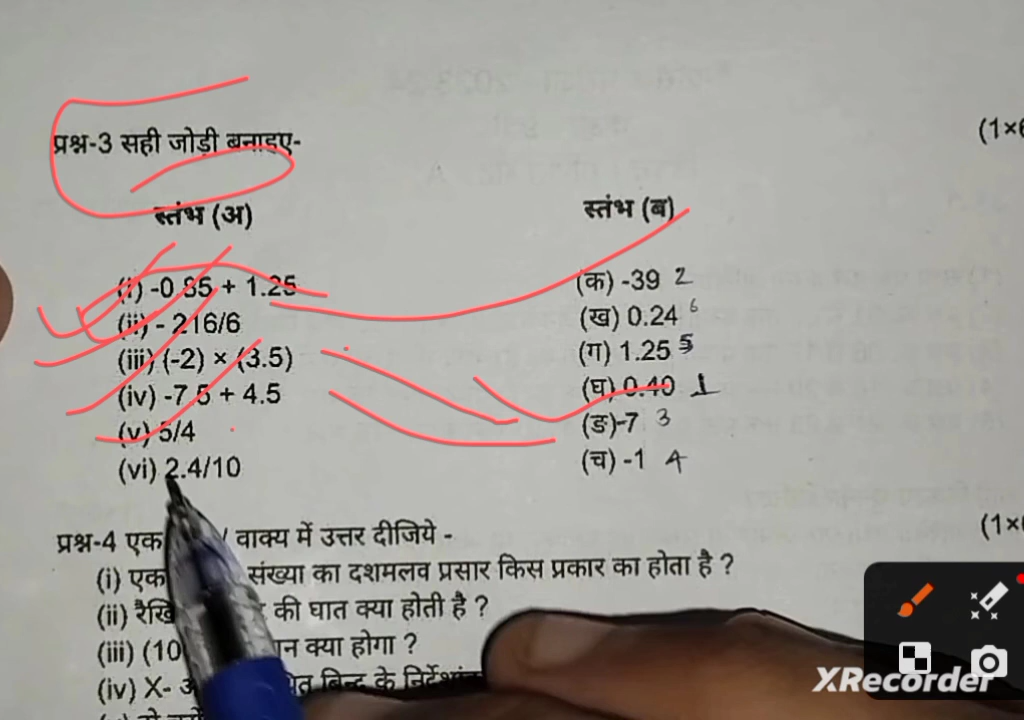 प्रश्न-3 सही जोड़ी बनाइए-
(1×6
स्तंभ (अ) स्तंभ (ब)
(i) -0.85 + 1.25 (क) -39 2
(ii) - 216/6 (ख) 0.24 6
(iii) (-2) × (3.5) (ग) 1.25 5
(iv) -7.5 + 4.5 (घ) 0.40 1
(v) 5/4 (ङ)-7 3
(vi) 2.4/10 (च) -1 4
प्रश्न-4 एक वाक्य में उत्तर दीजिये -
(i) एक संख्या का दशमलव प्रसार किस प्रकार का होता है ?
(ii) की घात क्या होती है ?
(iii) (10 क्या होगा ?
(iv) X- बिन्दु के
XRecorder